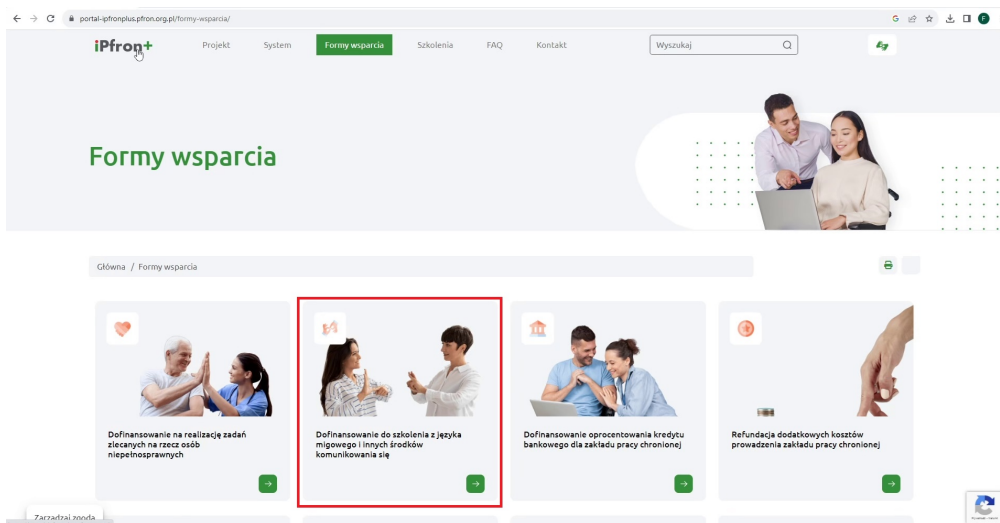 portal-ipfronplus.pfron.org.pl/formy-wsparcia/
iPfron+ Projekt System Formy wsparcia Szkolenia FAQ Kontakt Wyszukaj
Formy wsparcia
Główna / Formy wsparcia
Dofinansowanie na realizację zadań
zlecanych na rzecz osób
niepełnosprawnych
Dofinansowanie do szkolenia z języka
migowego i innych środków
komunikowania się
Dofinansowanie oprocentowania kredytu
bankowego dla zakładu pracy chronionej
Refundacja dodatkowych kosztów
prowadzenia zakładu pracy chronionej
Zarządzaj zgodą